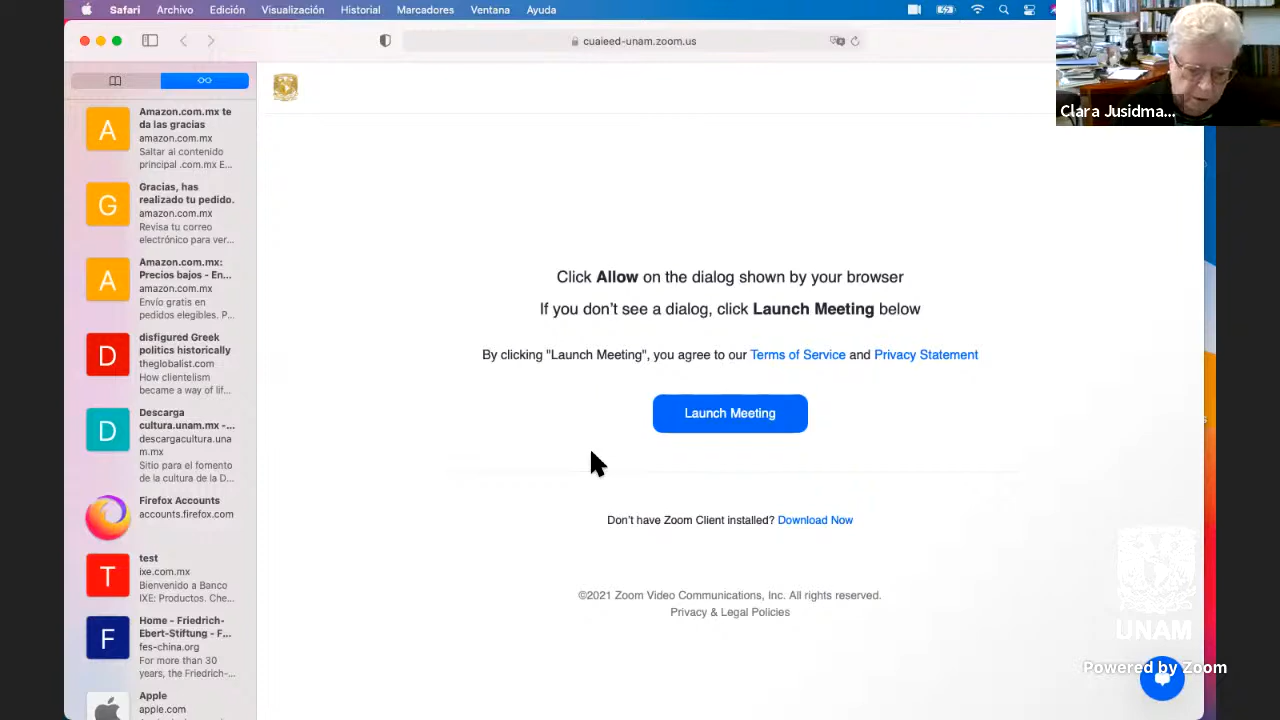 Safari Archivo Edición Visualización Historial Marcadores Ventana Ayuda
cuaieed-unam.zoom.us
Clara Jusidma...
A
Amazon.com.mx te
da las gracias
amazon.com.mx
Saltar al contenido
principal .com.mx E...
G
Gracias, has
realizado tu pedido.
amazon.com.mx
Revisa tu correo
electrónico para ver...
A
Amazon.com.mx:
Precios bajos - En...
amazon.com.mx
Envío gratis en
pedidos elegibles. P...
D
disfigured Greek
politics historically
theglobalist.com
How clientelism
became a way of lif...
D
Descarga
cultura.unam.mx -...
descargacultura.una
m.mx
Sitio para el fomento
de la cultura de la D...
Firefox Accounts
accounts.firefox.com
T
test
ixe.com.mx
Bienvenido a Banco
IXE: Productos. Che...
F
Home - Friedrich-
Ebert-Stiftung - F...
fes-china.org
For more than 30
years, the Friedrich-...
Apple
apple.com
Click Allow on the dialog shown by your browser
If you don't see a dialog, click Launch Meeting below
By clicking "Launch Meeting", you agree to our Terms of Service and Privacy Statement
Launch Meeting
Don't have Zoom Client installed? Download Now
©2021 Zoom Video Communications, Inc. All rights reserved.
Privacy & Legal Policies
UNAM
Powered by Zoom